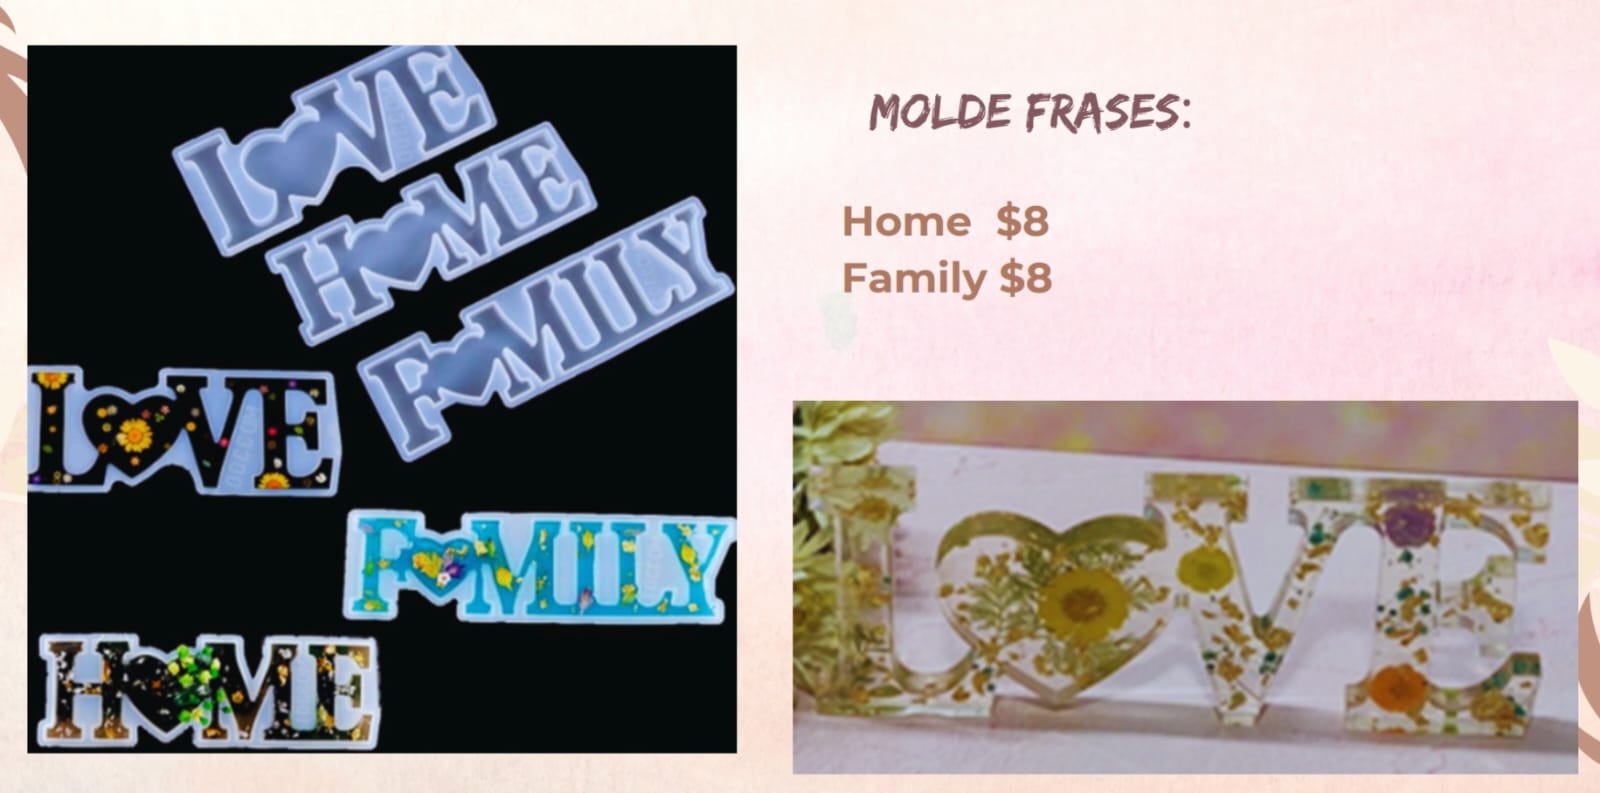 LOVE
HOME
FAMILY
LOVE
FAMILY
HOME
MOLDE FRASES:
Home $8
Family $8
LOVE